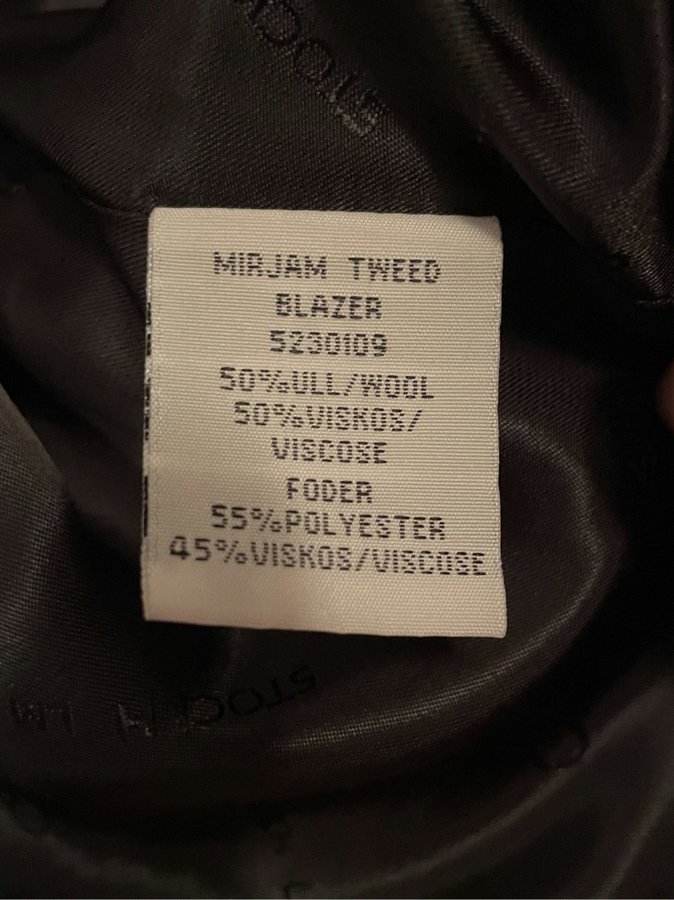 MIRJAM TWEED
BLAZER
5230109
50%ULL/WOOL
50%VISKOS/
VISCOSE
FODER
55%POLYESTER
45%VISKOS/VISCOSE